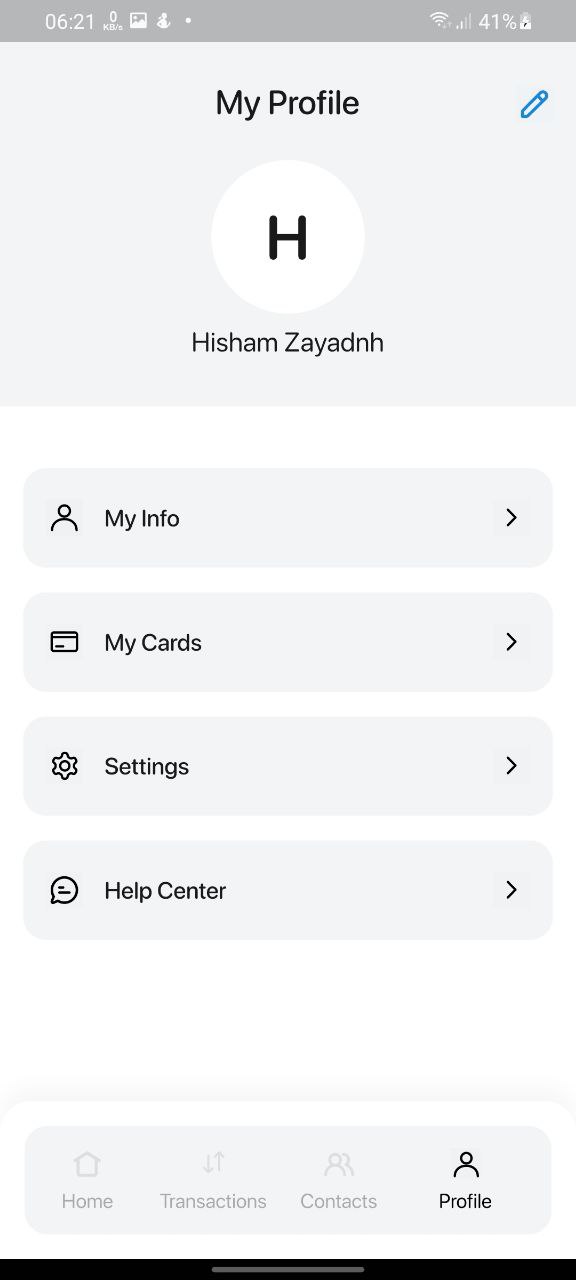 06:21 0 KB/s 41%
My Profile
H
Hisham Zayadnh
My Info
My Cards
Settings
Help Center
Home Transactions Contacts Profile